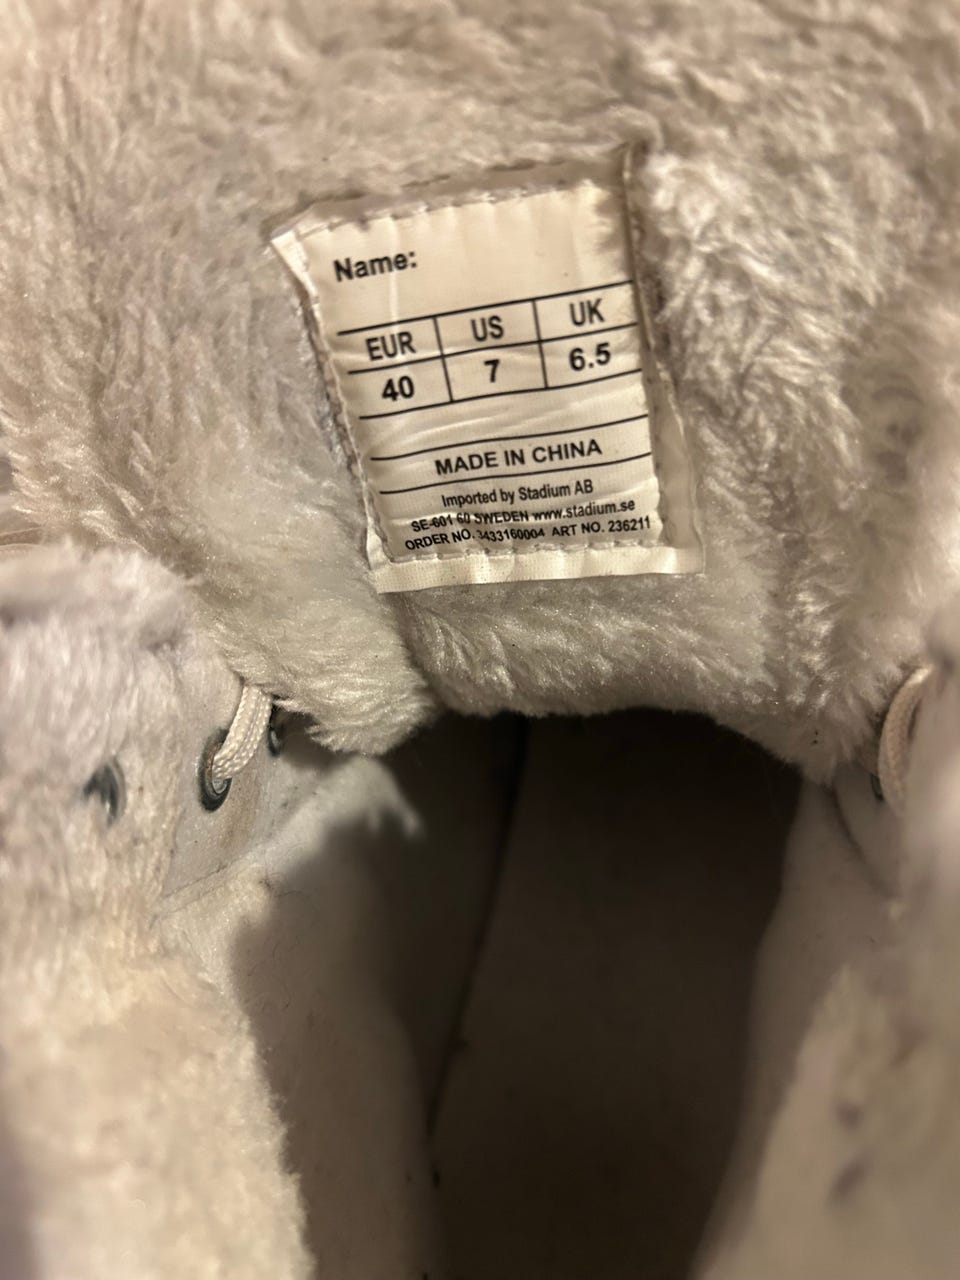 Name:
EUR US UK
40 7 6.5
MADE IN CHINA
Imported by Stadium AB
SE-601 60 SWEDEN www.stadium.se
ORDER NO. 3433160004 ART NO. 236211